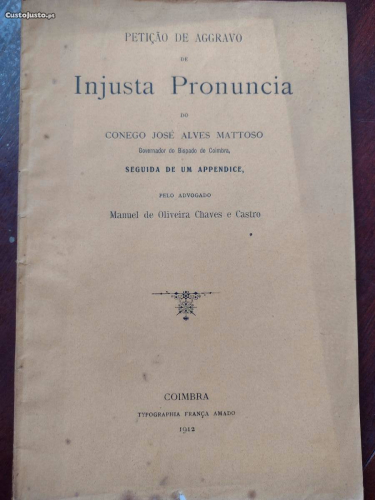 CustoJusto.pt
PETIÇÃO DE AGGRAVO
DE
Injusta Pronuncia
DO
CONEGO JOSÉ ALVES MATTOSO
Governador do Bispado de Coimbra,
SEGUIDA DE UM APPENDICE,
PELO ADVOGADO
Manuel de Oliveira Chaves e Castro
COIMBRA
TYPOGRAPHIA FRANÇA AMADO
1912